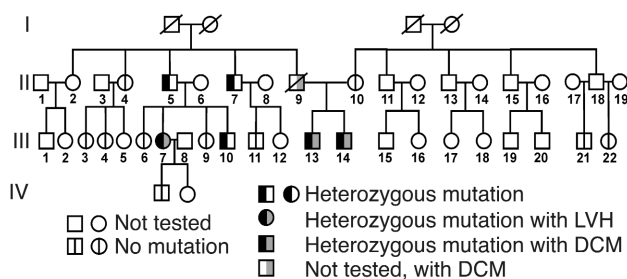 I
II
1 2 3 4 5 6 7 8 9 10 11 12 13 14 15 16 17 18 19
III
1 2 3 4 5 6 7 8 9 10 11 12 13 14 15 16 17 18 19 20 21 22
IV
Heterozygous mutation
Not tested
Heterozygous mutation with LVH
No mutation
Heterozygous mutation with DCM
Not tested, with DCM